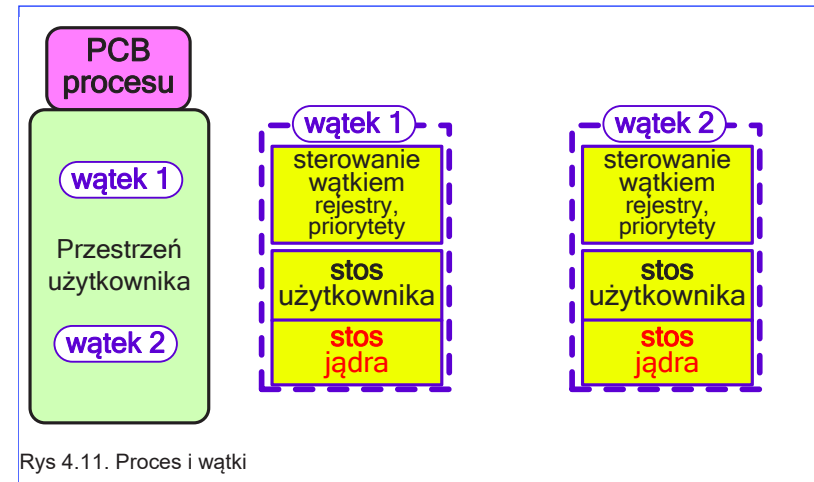 PCB
procesu
wątek 1
Przestrzeń
użytkownika
wątek 2
wątek 1
sterowanie
wątkiem
rejestry,
priorytety
stos
użytkownika
stos
jądra
wątek 2
sterowanie
wątkiem
rejestry,
priorytety
stos
użytkownika
stos
jądra
Rys 4.11. Proces i wątki